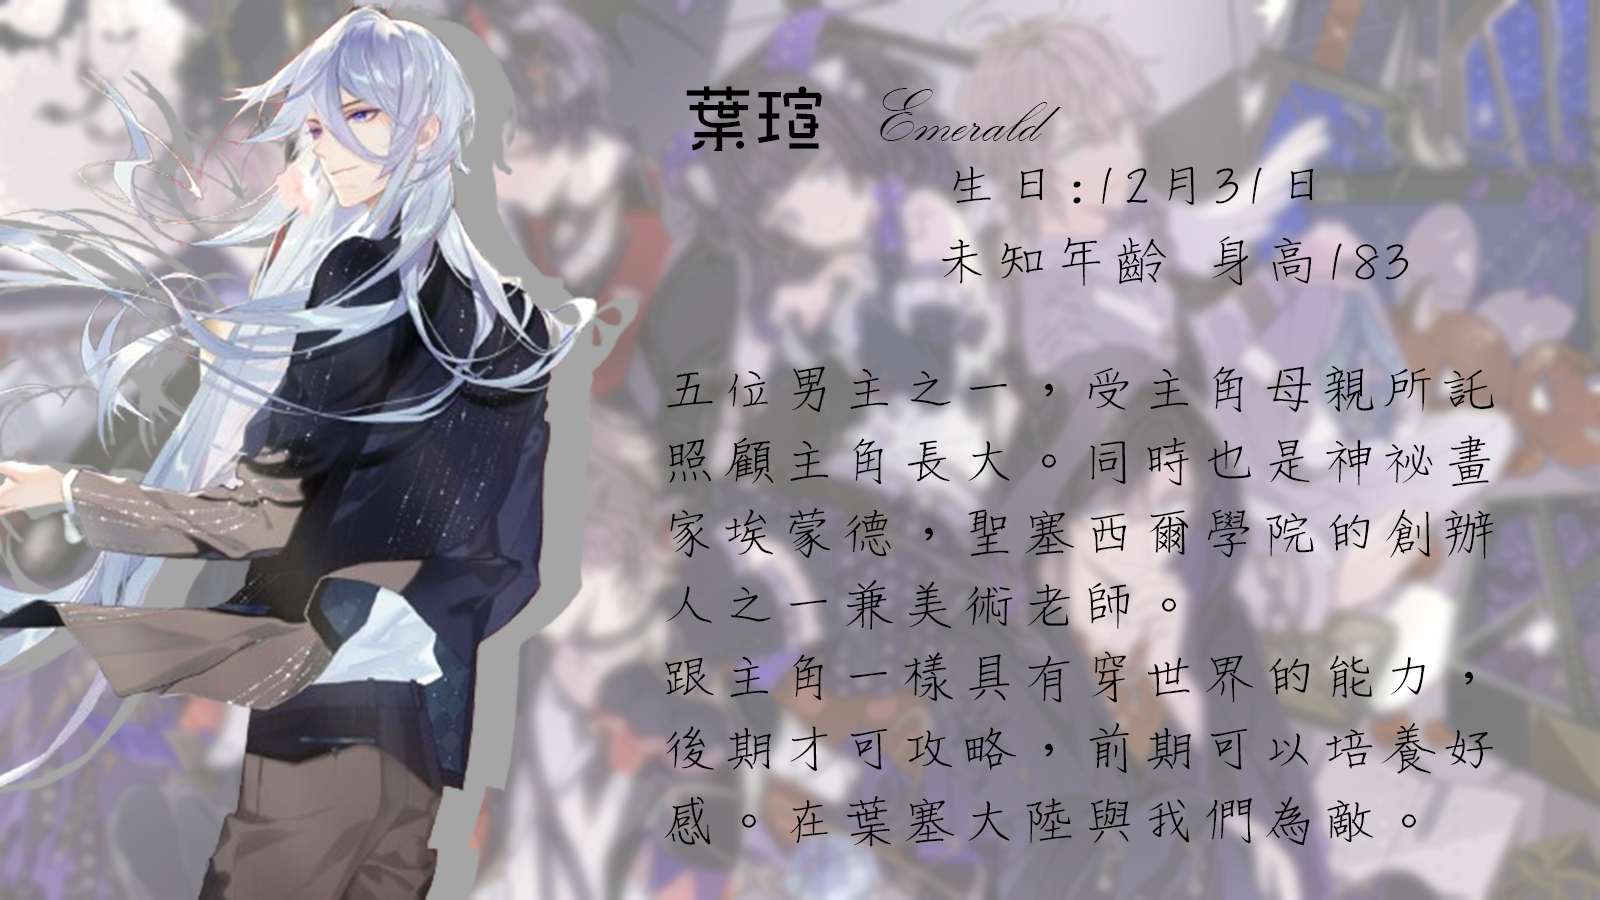 葉瑄 Emerald
生日:12月31日
未知年齡 身高183
五位男主之一，受主角母親所託
照顧主角長大。同時也是神祕畫
家埃蒙德，聖塞西爾學院的創辦
人之一兼美術老師。
跟主角一樣具有穿世界的能力，
後期才可攻略，前期可以培養好
感。在葉塞大陸與我們為敵。